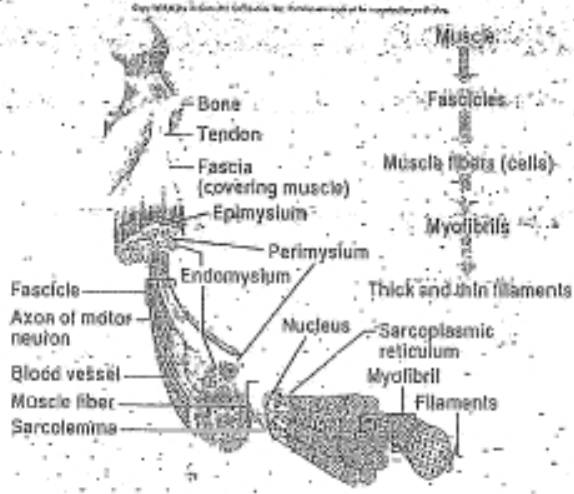 Muscle
Bone
Fascicles
Tendon
Fascia
(covering muscle)
Muscle fibers (cells)
Epimysium
Myofibrils
Perimysium
Endomysium
Fascicle
Thick and thin filaments
Axon of motor
neuron
Nucleus
Sarcoplasmic
reticulum
Blood vessel
Myofibril
Muscle fiber
Filaments
Sarcolemma